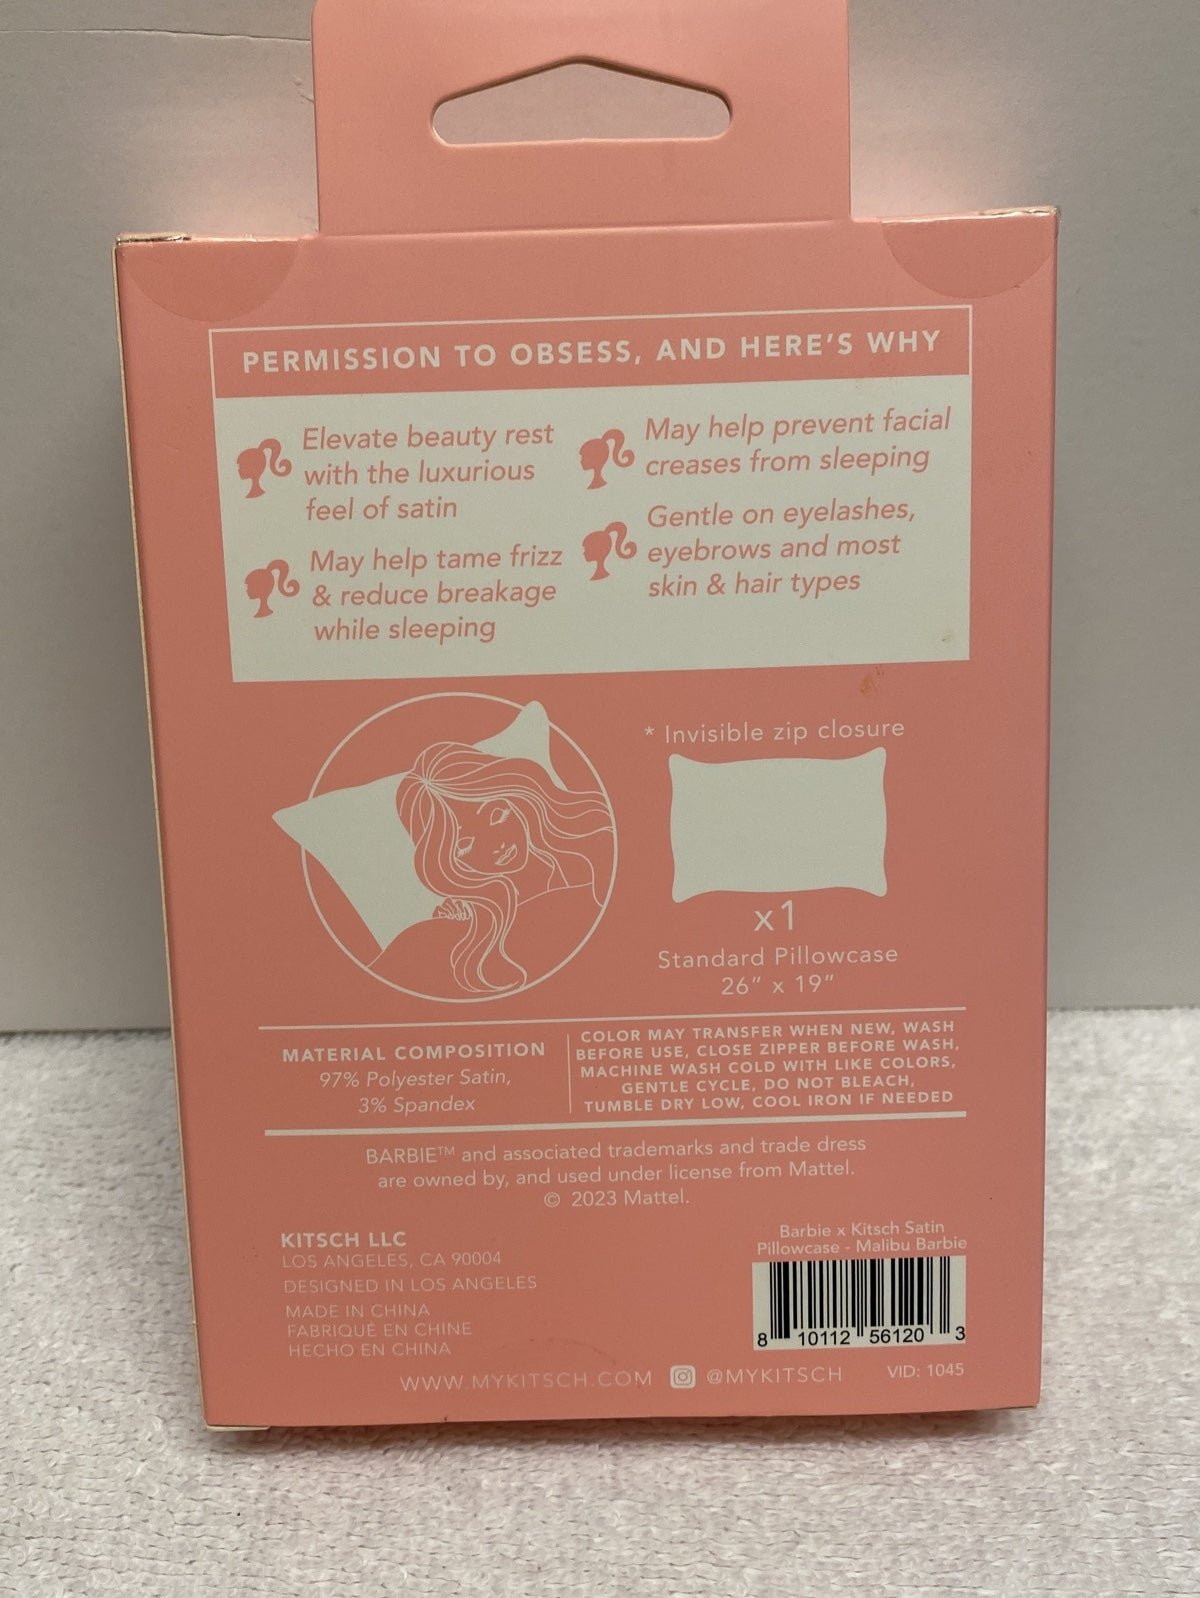 PERMISSION TO OBSESS, AND HERE'S WHY
Elevate beauty rest
with the luxurious
feel of satin
May help tame frizz
& reduce breakage
while sleeping
May help prevent facial
creases from sleeping
Gentle on eyelashes,
eyebrows and most
skin & hair types
* Invisible zip closure
x1
Standard Pillowcase
26" x 19"
MATERIAL COMPOSITION
97% Polyester Satin,
3% Spandex
COLOR MAY TRANSFER WHEN NEW, WASH
BEFORE USE, CLOSE ZIPPER BEFORE WASH,
MACHINE WASH COLD WITH LIKE COLORS,
GENTLE CYCLE, DO NOT BLEACH,
TUMBLE DRY LOW, COOL IRON IF NEEDED
BARBIE™ and associated trademarks and trade dress
are owned by, and used under license from Mattel.
© 2023 Mattel.
KITSCH LLC
LOS ANGELES, CA 90004
DESIGNED IN LOS ANGELES
MADE IN CHINA
FABRIQUÉ EN CHINE
HECHO EN CHINA
Barbie x Kitsch Satin
Pillowcase - Malibu Barbie
8 10112 56120 3
WWW.MYKITSCH.COM @MYKITSCH VID: 1045